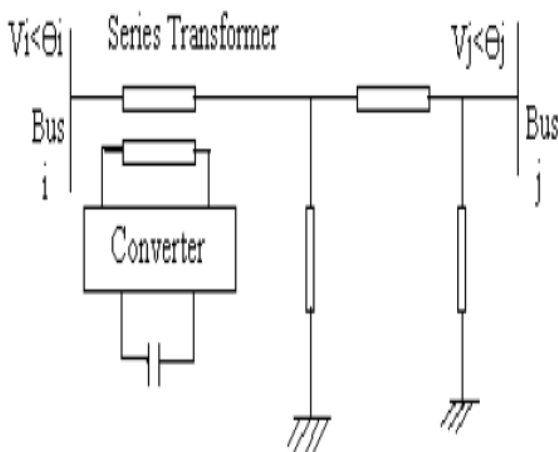 Vi<θi
Series Transformer
Vj<θj
Bus
i
Bus
j
Converter